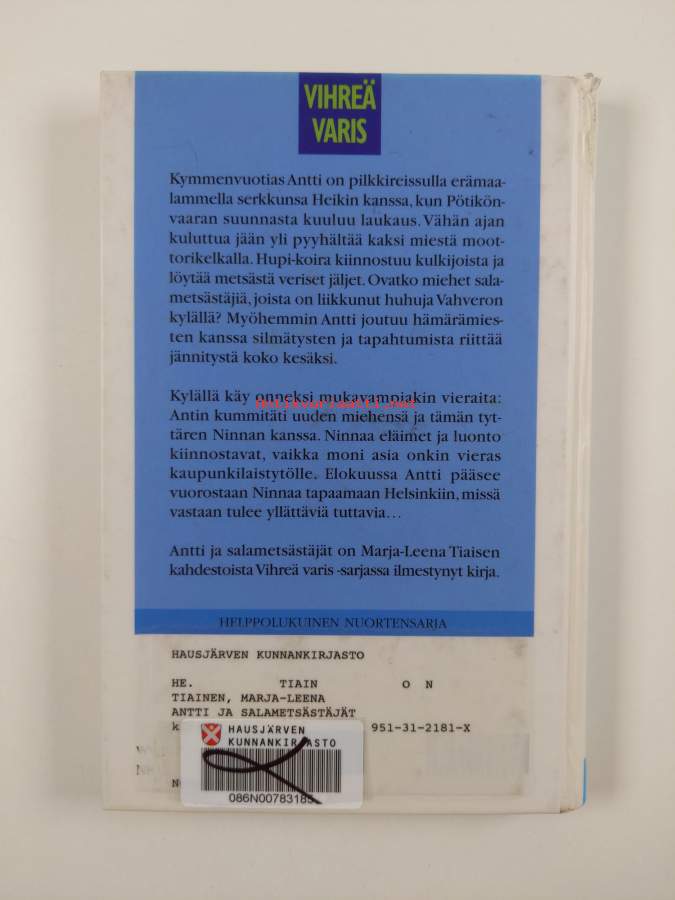 VIHREÄ
VARIS
Kymmenvuotias Antti on pilkkireissulla erämaa-
lammella serkkunsa Heikin kanssa, kun Pötikön-
vaaran suunnasta kuuluu laukaus. Vähän ajan
kuluttua jään yli pyyhältää kaksi miestä moot-
torikelkalla. Hupi-koira kiinnostuu kulkijoista ja
löytää metsästä veriset jäljet. Ovatko miehet sala-
metsästäjiä, joista on liikkunut huhuja Vahveron
kylällä? Myöhemmin Antti joutuu hämärämies-
ten kanssa silmätysten ja tapahtumista riittää
jännitystä koko kesäksi.
Kylällä käy onneksi mukavampiakin vieraita:
Antin kummitäti uuden miehensä ja tämän tyt-
tären Ninnan kanssa. Ninnaa eläimet ja luonto
kiinnostavat, vaikka moni asia onkin vieras
kaupunkilaistytölle. Elokuussa Antti pääsee
vuorostaan Ninnaa tapaamaan Helsinkiin, missä
vastaan tulee yllättäviä tuttavia...
Antti ja salametsästäjät on Marja-Leena Tiaisen
kahdestoista Vihreä varis -sarjassa ilmestynyt kirja.
HELPPOLUKUINEN NUORTENSARJA
HAUSJÄRVEN KUNNANKIRJASTO
HE. TIAIN O N
TIAINEN, MARJA-LEENA
ANTTI JA SALAMETSÄSTÄJÄT
951-31-2181-X
HAUSJÄRVEN
KUNNANKIRJASTO
086N00783185